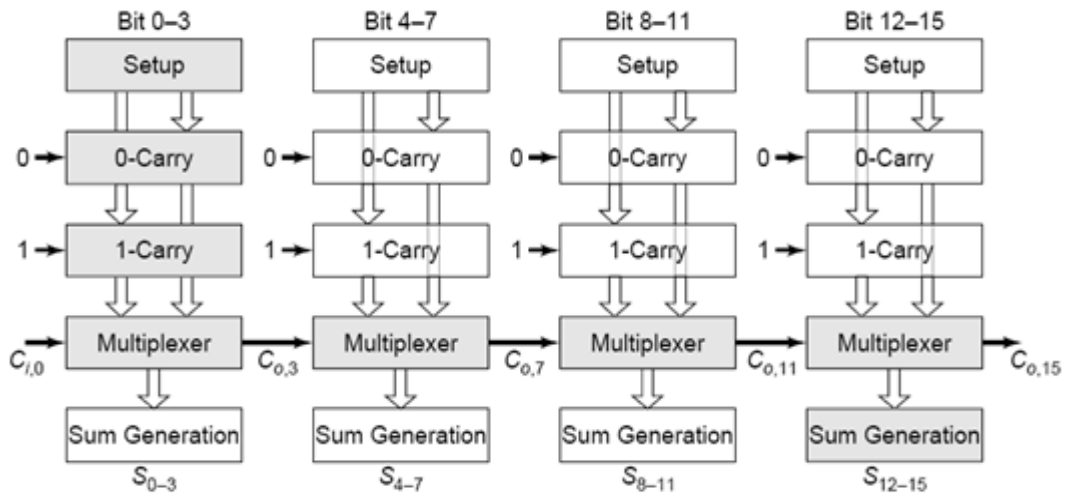 Bit 0–3 Bit 4–7 Bit 8–11 Bit 12–15
Setup Setup Setup Setup
0 0-Carry 0 0-Carry 0 0-Carry 0 0-Carry
1 1-Carry 1 1-Carry 1 1-Carry 1 1-Carry
Multiplexer Multiplexer Multiplexer Multiplexer
Ci,0 Co,3 Co,7 Co,11 Co,15
Sum Generation Sum Generation Sum Generation Sum Generation
S0–3 S4–7 S8–11 S12–15